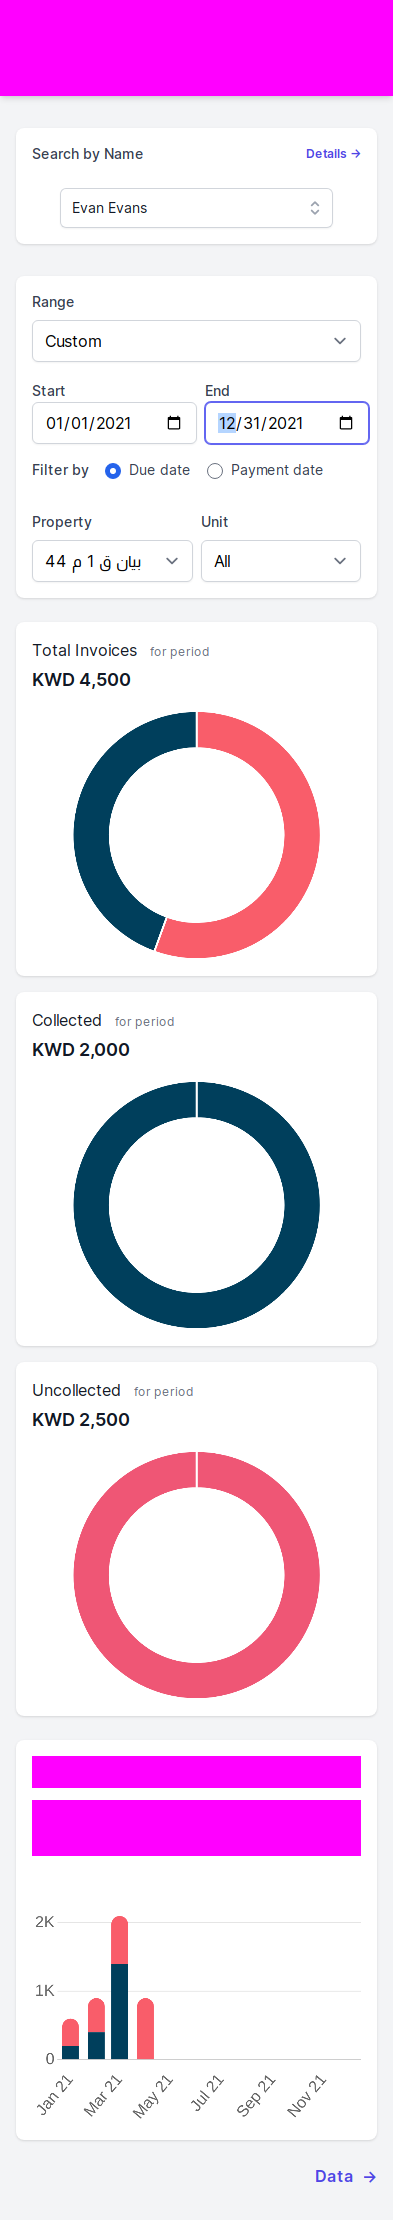 Search by Name Details →
Evan Evans
Range
Custom
Start End
01/01/2021 12/31/2021
Filter by Due date Payment date
Property Unit
بيان ق 1 م 44 All
Total Invoices for period
KWD 4,500
Collected for period
KWD 2,000
Uncollected for period
KWD 2,500
2K
1K
0
Jan 21 Mar 21 May 21 Jul 21 Sep 21 Nov 21
Data →